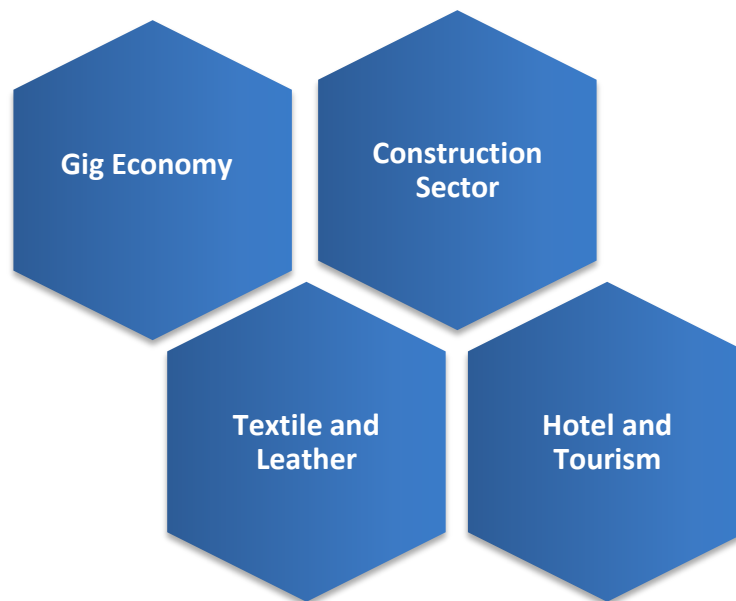 Gig Economy
Construction
Sector
Textile and
Leather
Hotel and
Tourism